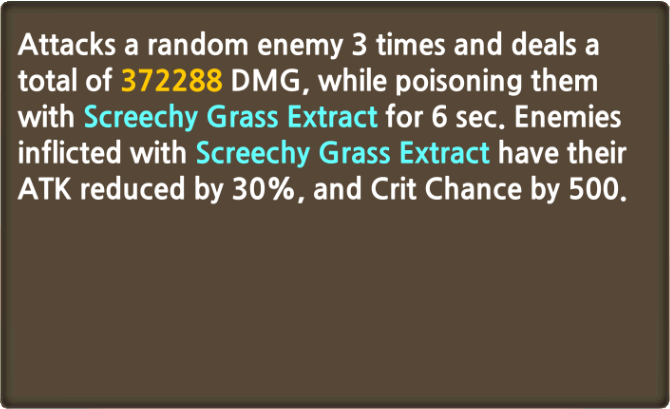 Attacks a random enemy 3 times and deals a
total of 372288 DMG, while poisoning them
with Screechy Grass Extract for 6 sec. Enemies
inflicted with Screechy Grass Extract have their
ATK reduced by 30%, and Crit Chance by 500.